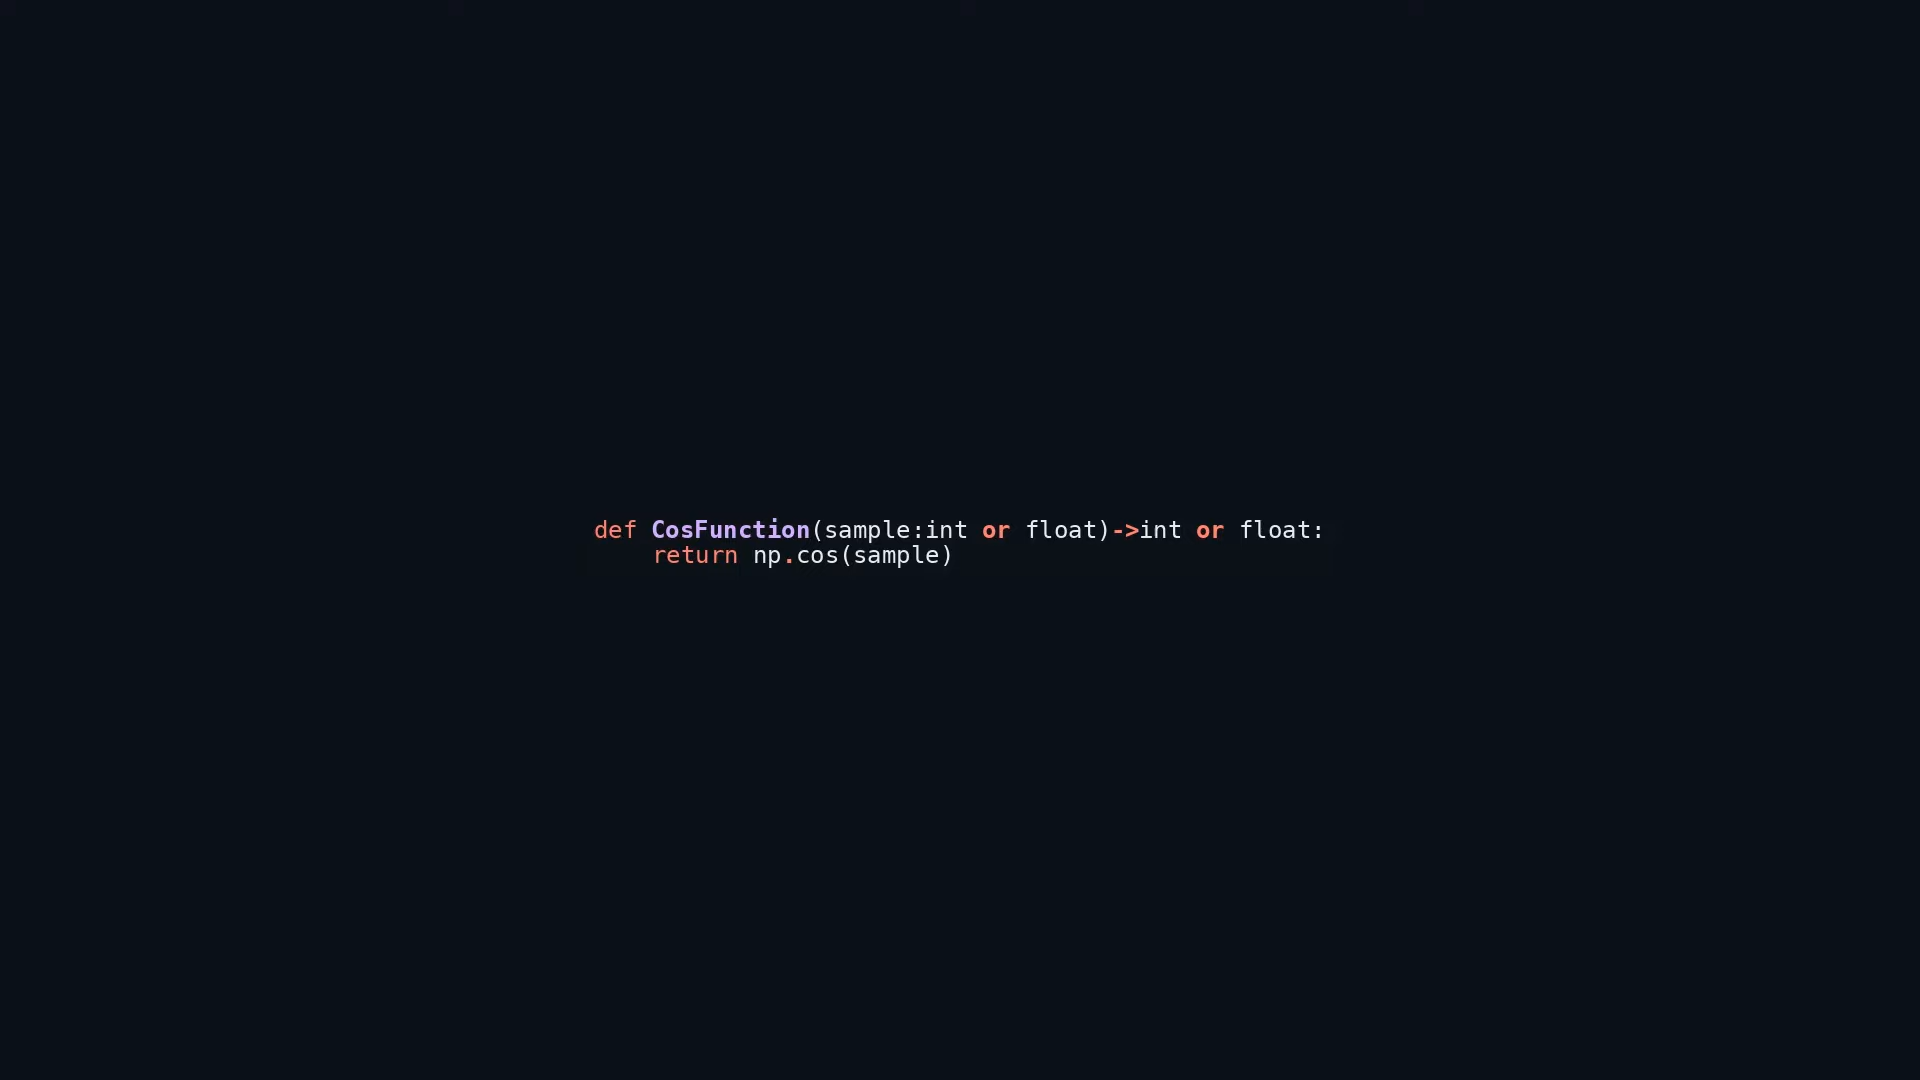 def CosFunction(sample:int or float)->int or float:
    return np.cos(sample)